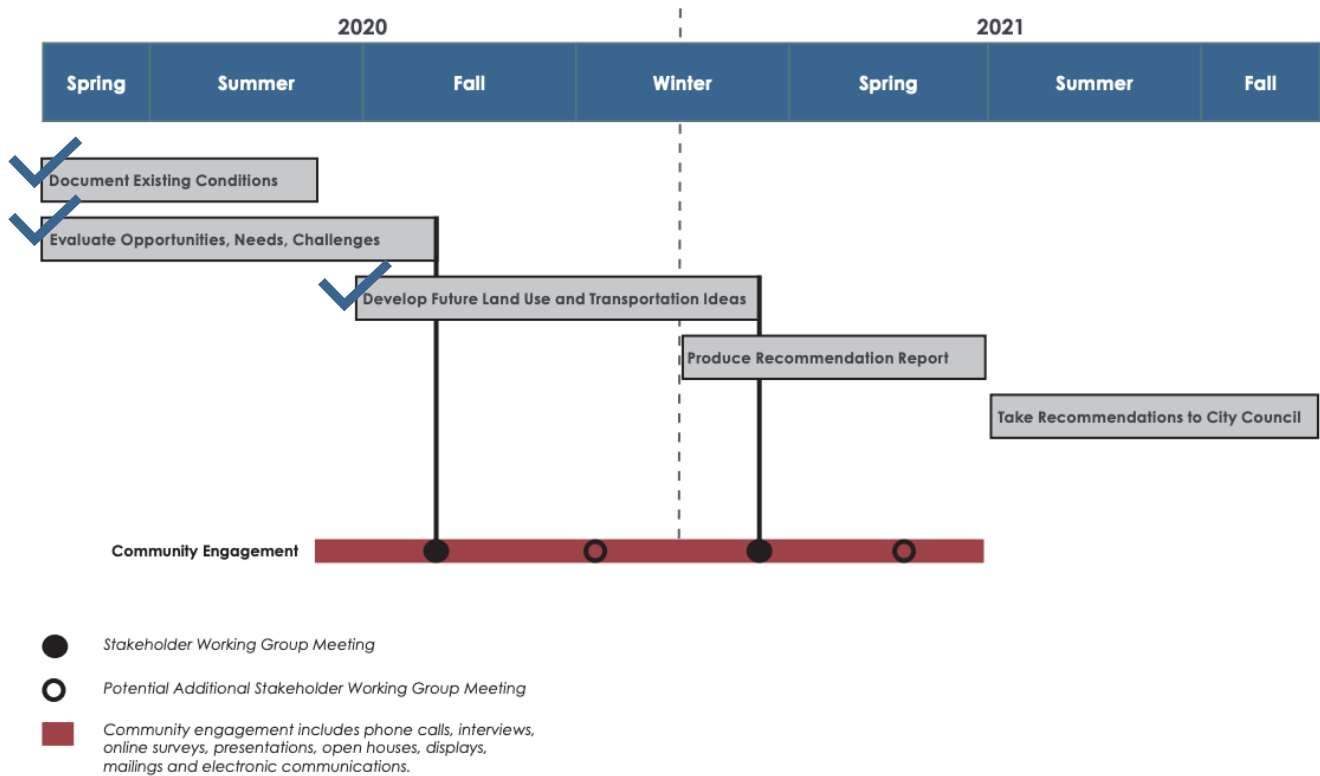 2020
2021
Spring
Summer
Fall
Winter
Spring
Summer
Fall
Document Existing Conditions
Evaluate Opportunities, Needs, Challenges
Develop Future Land Use and Transportation Ideas
Produce Recommendation Report
Take Recommendations to City Council
Community Engagement
Stakeholder Working Group Meeting
Potential Additional Stakeholder Working Group Meeting
Community engagement includes phone calls, interviews,
online surveys, presentations, open houses, displays,
mailings and electronic communications.